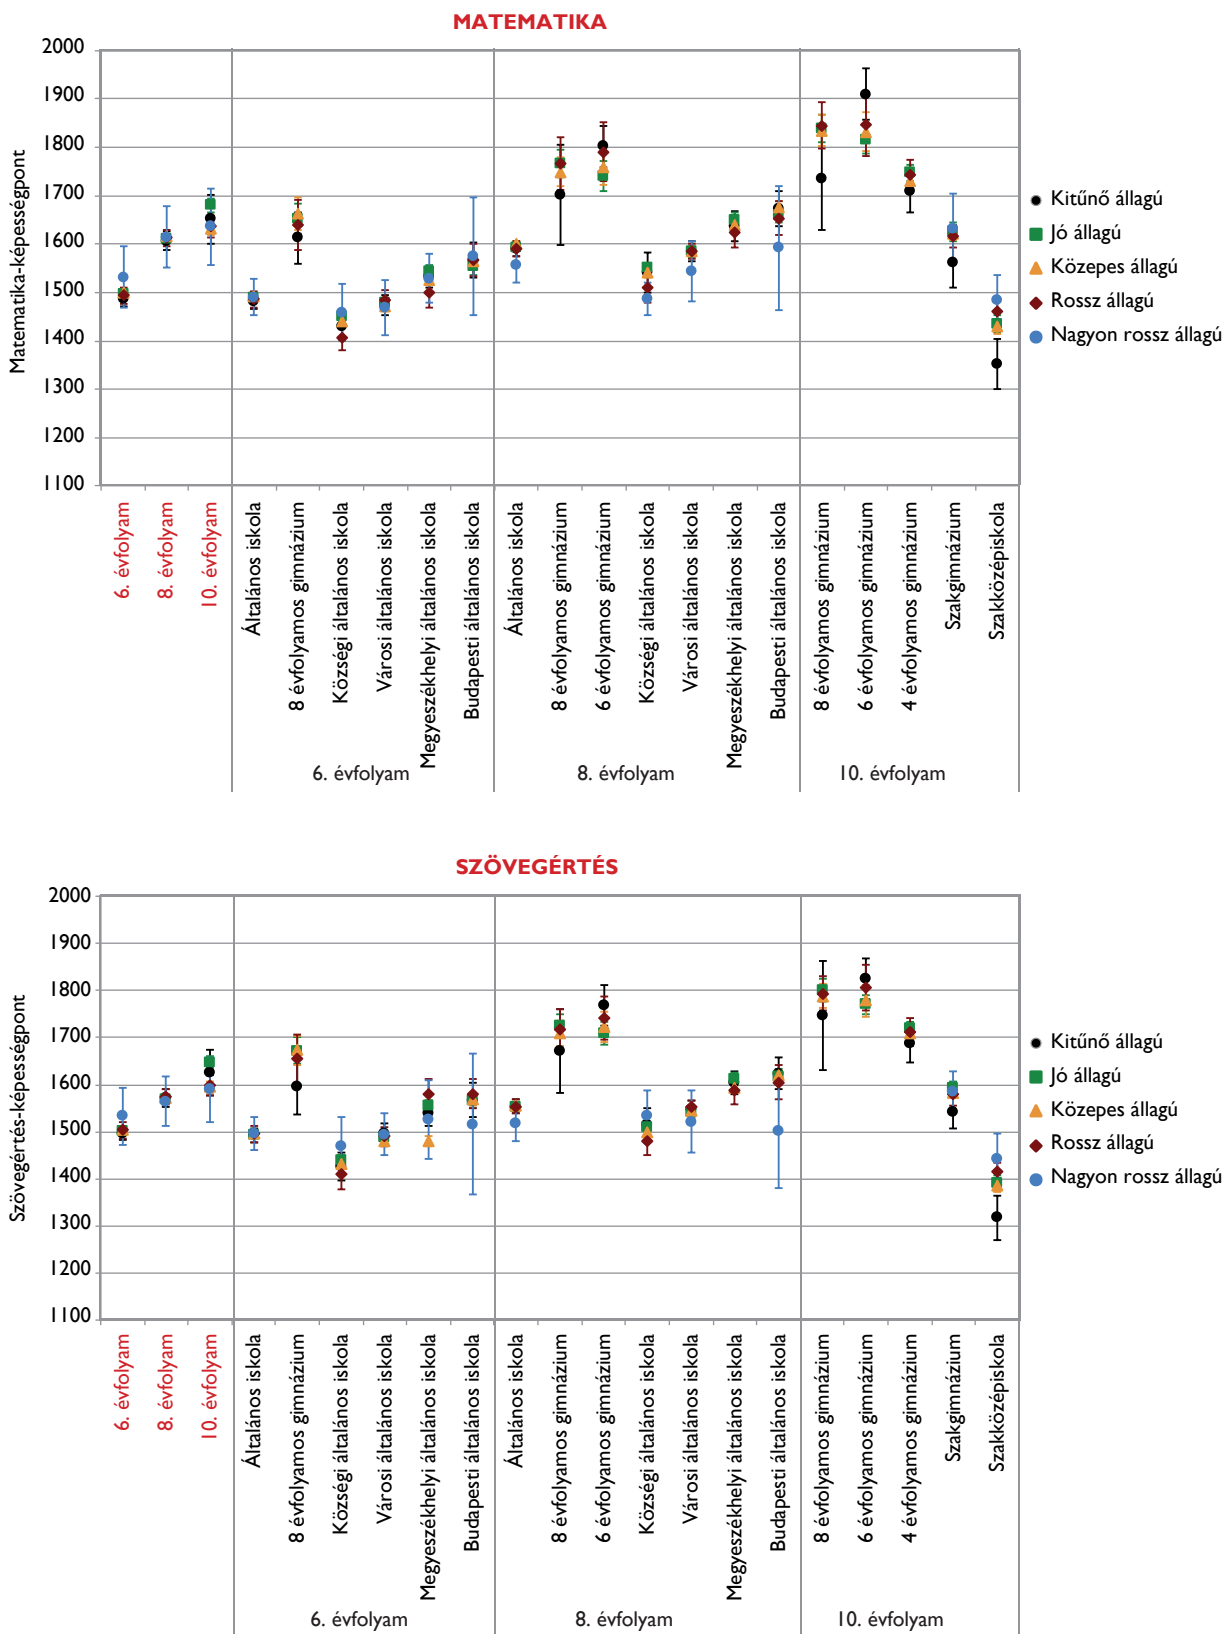 MATEMATIKA
Matematika-képességpont
2000
1900
1800
1700
1600
1500
1400
1300
1200
1100
Kitűnő állagú
Jó állagú
Közepes állagú
Rossz állagú
Nagyon rossz állagú
6. évfolyam
8. évfolyam
10. évfolyam
Általános iskola
8 évfolyamos gimnázium
Községi általános iskola
Városi általános iskola
Megyeszékhelyi általános iskola
Budapesti általános iskola
Általános iskola
8 évfolyamos gimnázium
6 évfolyamos gimnázium
Községi általános iskola
Városi általános iskola
Megyeszékhelyi általános iskola
Budapesti általános iskola
8 évfolyamos gimnázium
6 évfolyamos gimnázium
4 évfolyamos gimnázium
Szakgimnázium
Szakközépiskola
6. évfolyam
8. évfolyam
10. évfolyam
SZÖVEGÉRTÉS
Szövegértés-képességpont
2000
1900
1800
1700
1600
1500
1400
1300
1200
1100
Kitűnő állagú
Jó állagú
Közepes állagú
Rossz állagú
Nagyon rossz állagú
6. évfolyam
8. évfolyam
10. évfolyam
Általános iskola
8 évfolyamos gimnázium
Községi általános iskola
Városi általános iskola
Megyeszékhelyi általános iskola
Budapesti általános iskola
Általános iskola
8 évfolyamos gimnázium
6 évfolyamos gimnázium
Községi általános iskola
Városi általános iskola
Megyeszékhelyi általános iskola
Budapesti általános iskola
8 évfolyamos gimnázium
6 évfolyamos gimnázium
4 évfolyamos gimnázium
Szakgimnázium
Szakközépiskola
6. évfolyam
8. évfolyam
10. évfolyam